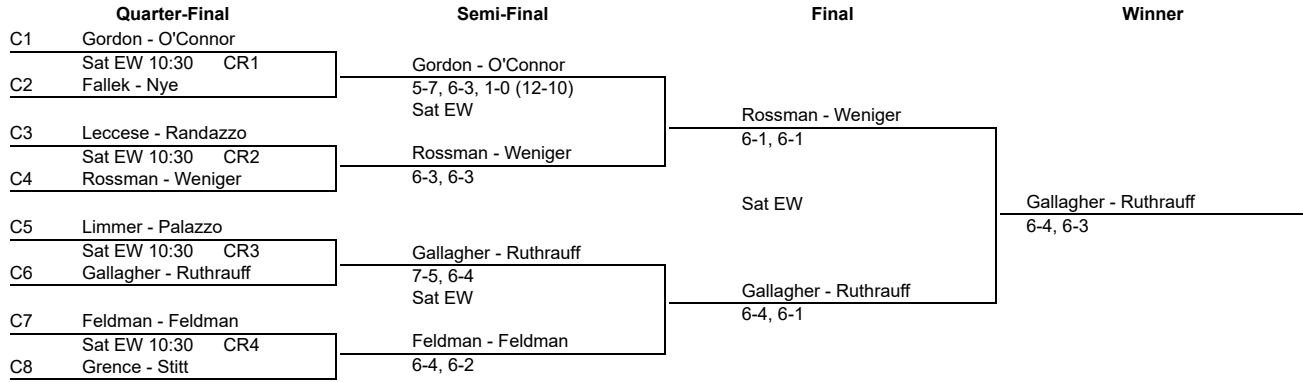 Quarter-Final Semi-Final Final Winner
C1 Gordon - O'Connor
Sat EW 10:30 CR1
C2 Fallek - Nye
Gordon - O'Connor
5-7, 6-3, 1-0 (12-10)
Sat EW
C3 Leccese - Randazzo
Sat EW 10:30 CR2
C4 Rossman - Weniger
Rossman - Weniger
6-3, 6-3
Rossman - Weniger
6-1, 6-1
Sat EW
C5 Limmer - Palazzo
Sat EW 10:30 CR3
C6 Gallagher - Ruthrauff
Gallagher - Ruthrauff
7-5, 6-4
Sat EW
C7 Feldman - Feldman
Sat EW 10:30 CR4
C8 Grence - Stitt
Feldman - Feldman
6-4, 6-2
Gallagher - Ruthrauff
6-4, 6-1
Gallagher - Ruthrauff
6-4, 6-3